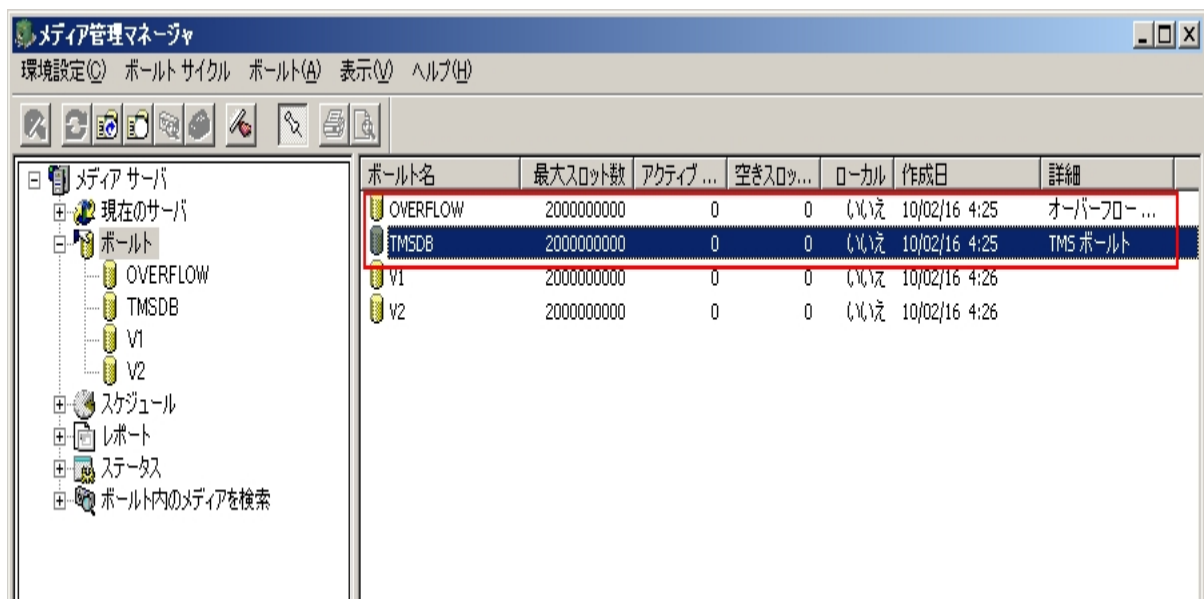 メディア管理マネージャ
環境設定(C) ボールト サイクル ボールト(A) 表示(V) ヘルプ(H)
メディア サーバ
現在のサーバ
ボールト
OVERFLOW
TMSDB
V1
V2
スケジュール
レポート
ステータス
ボールト内のメディアを検索
ボールト名 最大スロット数 アクティブ ... 空きスロッ... ローカル 作成日 詳細
OVERFLOW 2000000000 0 0 いいえ 10/02/16 4:25 オーバーフロー ...
TMSDB 2000000000 0 0 いいえ 10/02/16 4:25 TMS ボールト
V1 2000000000 0 0 いいえ 10/02/16 4:26
V2 2000000000 0 0 いいえ 10/02/16 4:26